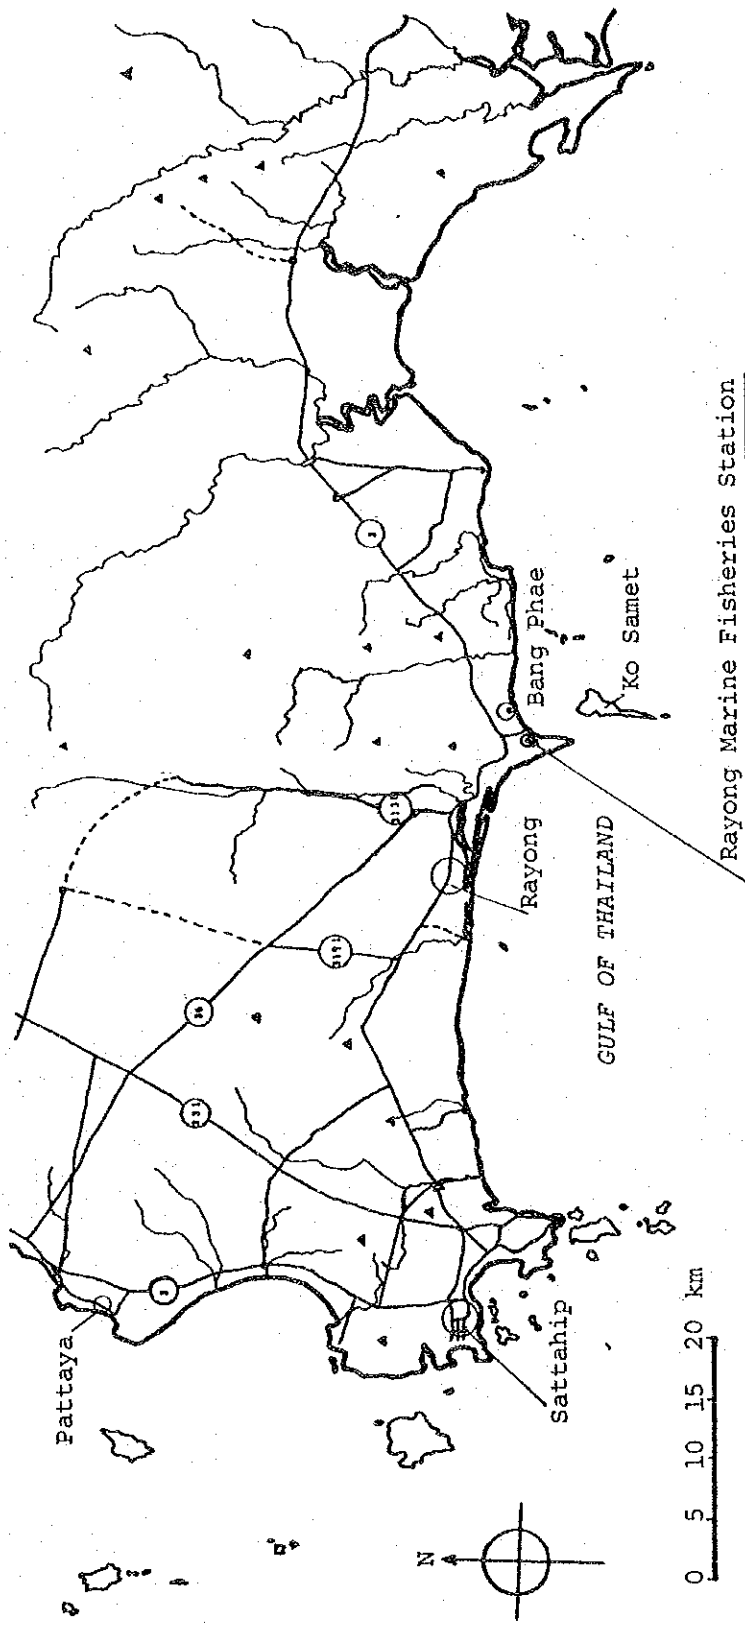 Pattaya
3
331
36
3191
3
Rayong
Bang Phae
Ko Samet
Sattahip
GULF OF THAILAND
Rayong Marine Fisheries Station
N
0 5 10 15 20 km